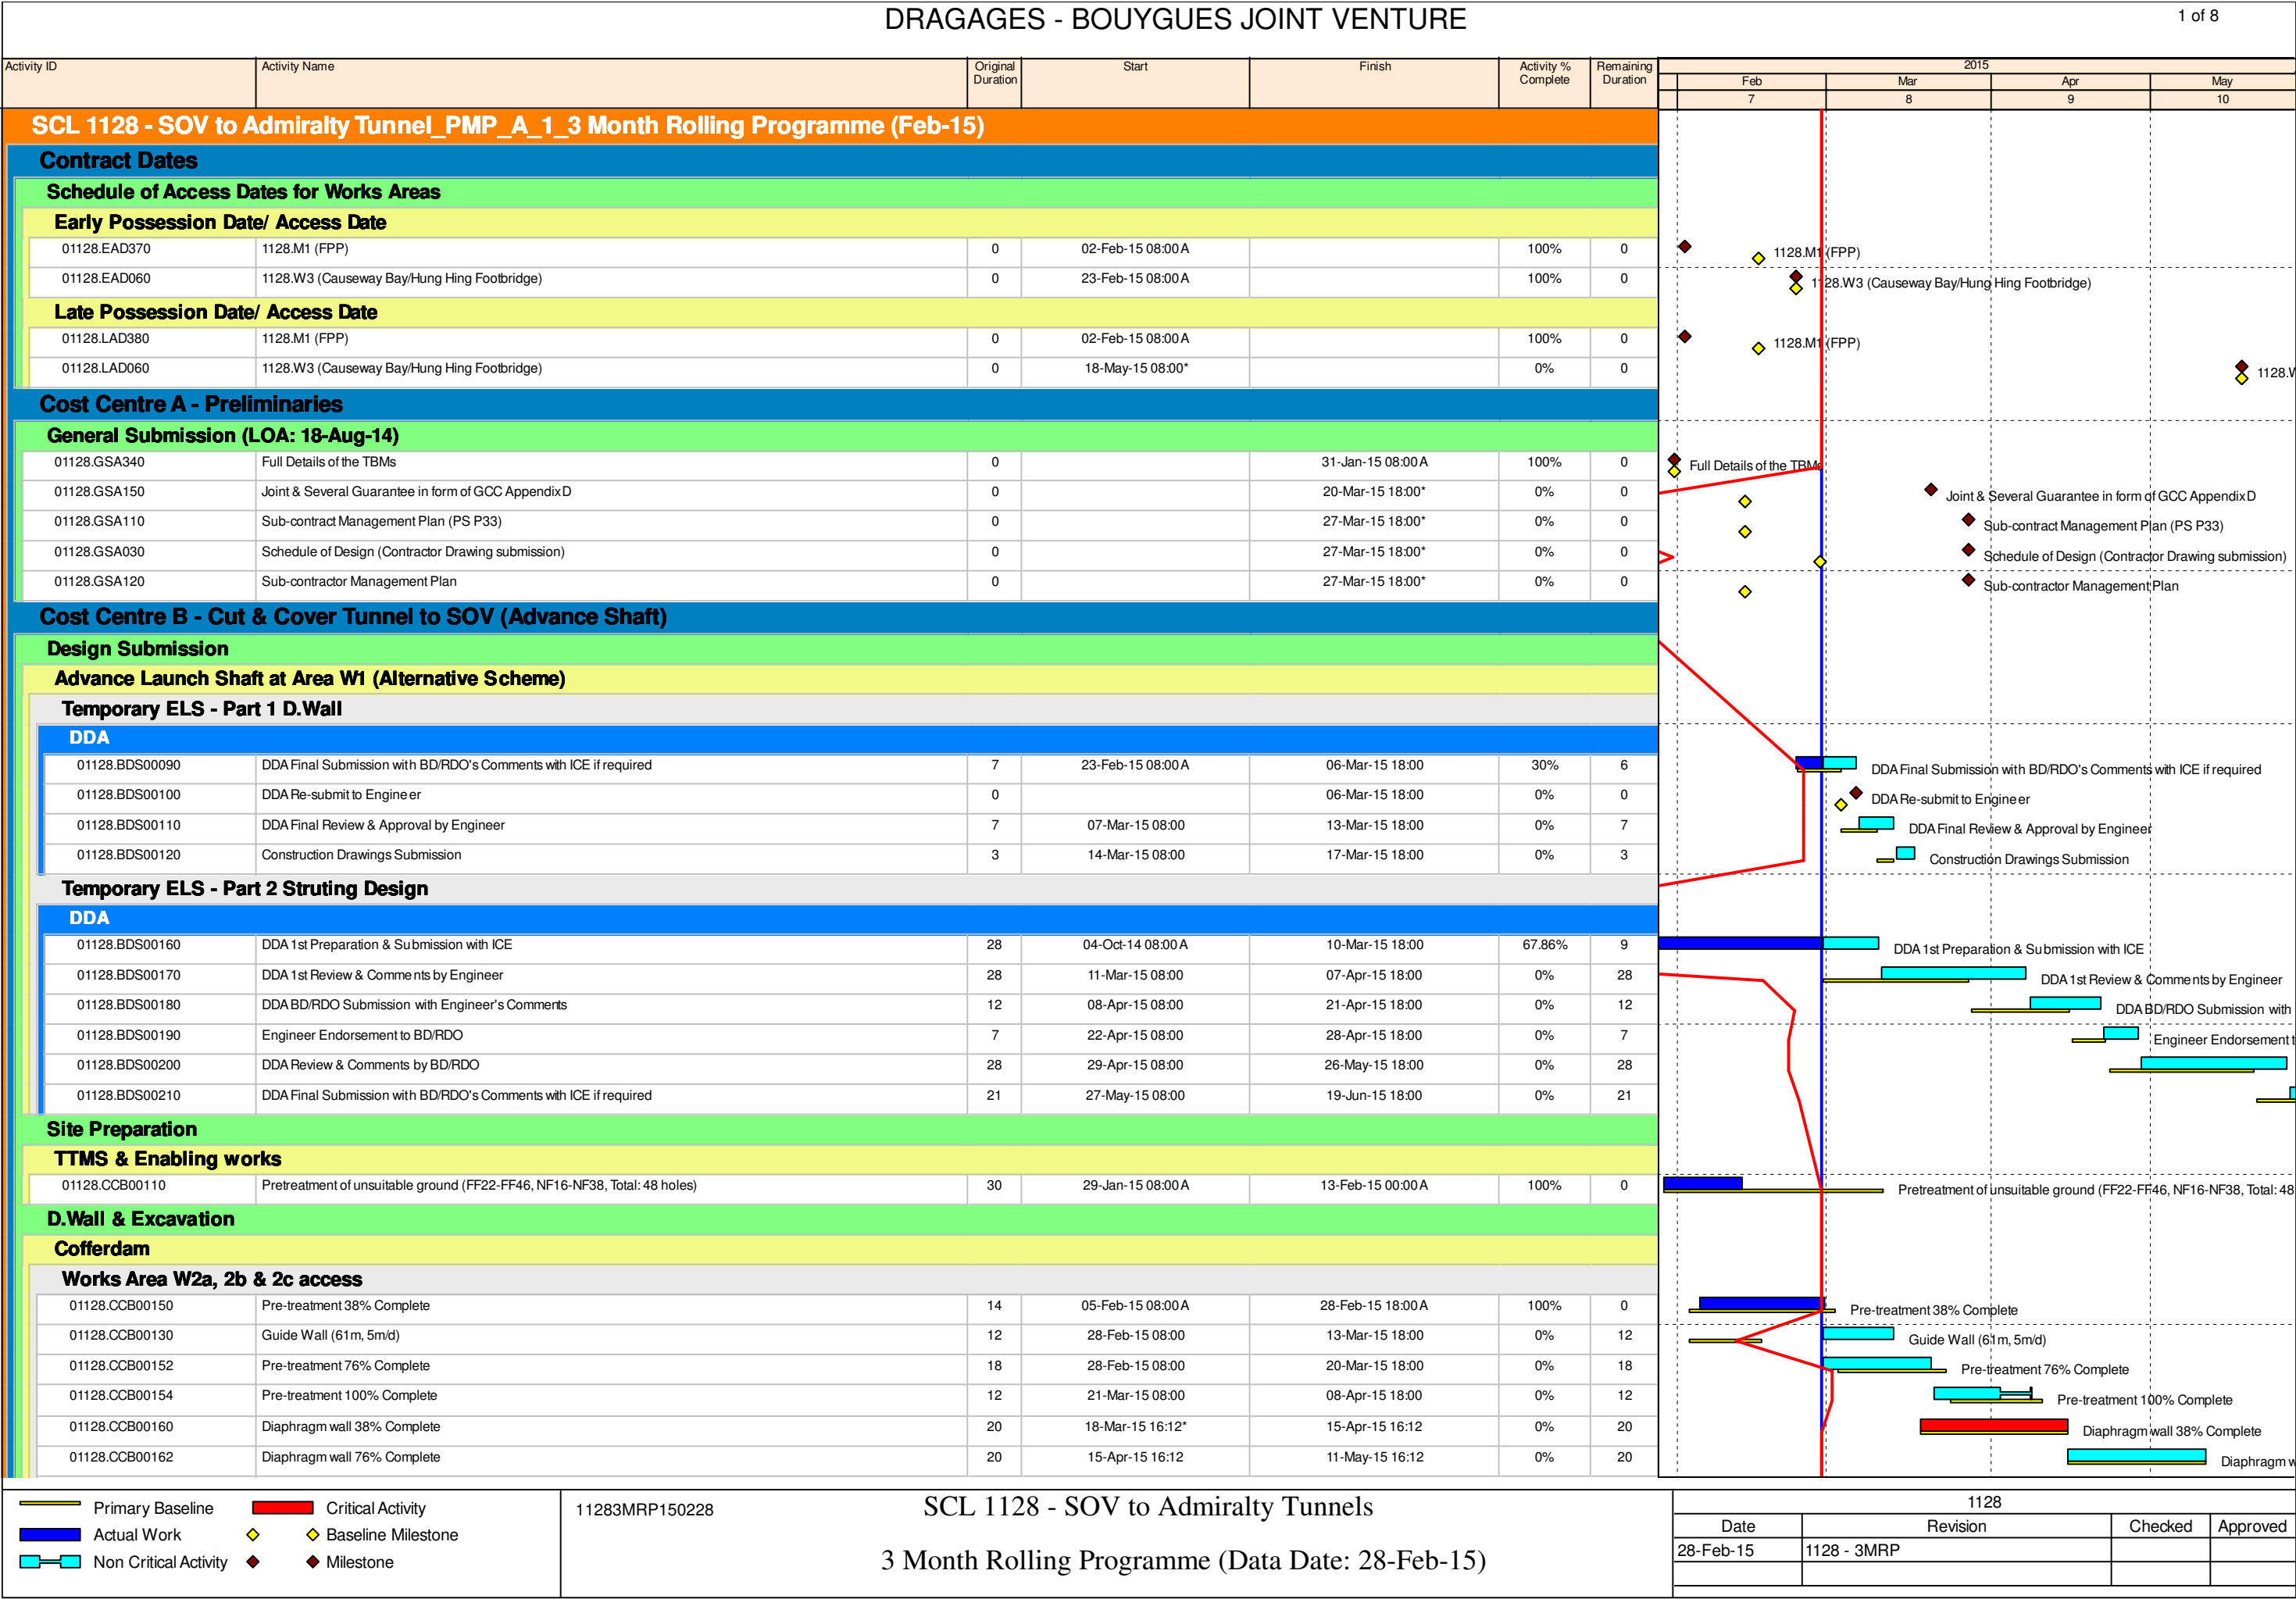 DRAGAGES - BOUYGUES JOINT VENTURE
1 of 8
Activity ID Activity Name Original Duration Start Finish Activity % Complete Remaining Duration 2015
Feb Mar Apr May
7 8 9 10
SCL 1128 - SOV to Admiralty Tunnel_PMP_A_1_3 Month Rolling Programme (Feb-15)
Contract Dates
Schedule of Access Dates for Works Areas
Early Possession Date/ Access Date
01128.EAD370 1128.M1 (FPP) 0 02-Feb-15 08:00 A 100% 0 1128.M1 (FPP)
01128.EAD060 1128.W3 (Causeway Bay/Hung Hing Footbridge) 0 23-Feb-15 08:00 A 100% 0 1128.W3 (Causeway Bay/Hung Hing Footbridge)
Late Possession Date/ Access Date
01128.LAD380 1128.M1 (FPP) 0 02-Feb-15 08:00 A 100% 0 1128.M1 (FPP)
01128.LAD060 1128.W3 (Causeway Bay/Hung Hing Footbridge) 0 18-May-15 08:00* 0% 0 1128.W
Cost Centre A - Preliminaries
General Submission (LOA: 18-Aug-14)
01128.GSA340 Full Details of the TBMs 0 31-Jan-15 08:00 A 100% 0 Full Details of the TBMs
01128.GSA150 Joint & Several Guarantee in form of GCC Appendix D 0 20-Mar-15 18:00* 0% 0 Joint & Several Guarantee in form of GCC Appendix D
01128.GSA110 Sub-contract Management Plan (PS P33) 0 27-Mar-15 18:00* 0% 0 Sub-contract Management Plan (PS P33)
01128.GSA030 Schedule of Design (Contractor Drawing submission) 0 27-Mar-15 18:00* 0% 0 Schedule of Design (Contractor Drawing submission)
01128.GSA120 Sub-contractor Management Plan 0 27-Mar-15 18:00* 0% 0 Sub-contractor Management Plan
Cost Centre B - Cut & Cover Tunnel to SOV (Advance Shaft)
Design Submission
Advance Launch Shaft at Area W1 (Alternative Scheme)
Temporary ELS - Part 1 D.Wall
DDA
01128.BDS00090 DDA Final Submission with BD/RDO's Comments with ICE if required 7 23-Feb-15 08:00 A 06-Mar-15 18:00 30% 6 DDA Final Submission with BD/RDO's Comments with ICE if required
01128.BDS00100 DDA Re-submit to Engineer 0 06-Mar-15 18:00 0% 0 DDA Re-submit to Engineer
01128.BDS00110 DDA Final Review & Approval by Engineer 7 07-Mar-15 08:00 13-Mar-15 18:00 0% 7 DDA Final Review & Approval by Engineer
01128.BDS00120 Construction Drawings Submission 3 14-Mar-15 08:00 17-Mar-15 18:00 0% 3 Construction Drawings Submission
Temporary ELS - Part 2 Struting Design
DDA
01128.BDS00160 DDA 1st Preparation & Submission with ICE 28 04-Oct-14 08:00 A 10-Mar-15 18:00 67.86% 9 DDA 1st Preparation & Submission with ICE
01128.BDS00170 DDA 1st Review & Comments by Engineer 28 11-Mar-15 08:00 07-Apr-15 18:00 0% 28 DDA 1st Review & Comments by Engineer
01128.BDS00180 DDA BD/RDO Submission with Engineer's Comments 12 08-Apr-15 08:00 21-Apr-15 18:00 0% 12 DDA BD/RDO Submission with
01128.BDS00190 Engineer Endorsement to BD/RDO 7 22-Apr-15 08:00 28-Apr-15 18:00 0% 7 Engineer Endorsement t
01128.BDS00200 DDA Review & Comments by BD/RDO 28 29-Apr-15 08:00 26-May-15 18:00 0% 28
01128.BDS00210 DDA Final Submission with BD/RDO's Comments with ICE if required 21 27-May-15 08:00 19-Jun-15 18:00 0% 21
Site Preparation
TTMS & Enabling works
01128.CCB00110 Pretreatment of unsuitable ground (FF22-FF46, NF16-NF38, Total: 48 holes) 30 29-Jan-15 08:00 A 13-Feb-15 00:00 A 100% 0 Pretreatment of unsuitable ground (FF22-FF46, NF16-NF38, Total: 48
D.Wall & Excavation
Cofferdam
Works Area W2a, 2b & 2c access
01128.CCB00150 Pre-treatment 38% Complete 14 05-Feb-15 08:00 A 28-Feb-15 18:00 A 100% 0 Pre-treatment 38% Complete
01128.CCB00130 Guide Wall (61m, 5m/d) 12 28-Feb-15 08:00 13-Mar-15 18:00 0% 12 Guide Wall (61m, 5m/d)
01128.CCB00152 Pre-treatment 76% Complete 18 28-Feb-15 08:00 20-Mar-15 18:00 0% 18 Pre-treatment 76% Complete
01128.CCB00154 Pre-treatment 100% Complete 12 21-Mar-15 08:00 08-Apr-15 18:00 0% 12 Pre-treatment 100% Complete
01128.CCB00160 Diaphragm wall 38% Complete 20 18-Mar-15 16:12* 15-Apr-15 16:12 0% 20 Diaphragm wall 38% Complete
01128.CCB00162 Diaphragm wall 76% Complete 20 15-Apr-15 16:12 11-May-15 16:12 0% 20 Diaphragm w
Primary Baseline Critical Activity
Actual Work Baseline Milestone
Non Critical Activity Milestone
11283MRP150228
SCL 1128 - SOV to Admiralty Tunnels
3 Month Rolling Programme (Data Date: 28-Feb-15)
1128
Date Revision Checked Approved
28-Feb-15 1128 - 3MRP